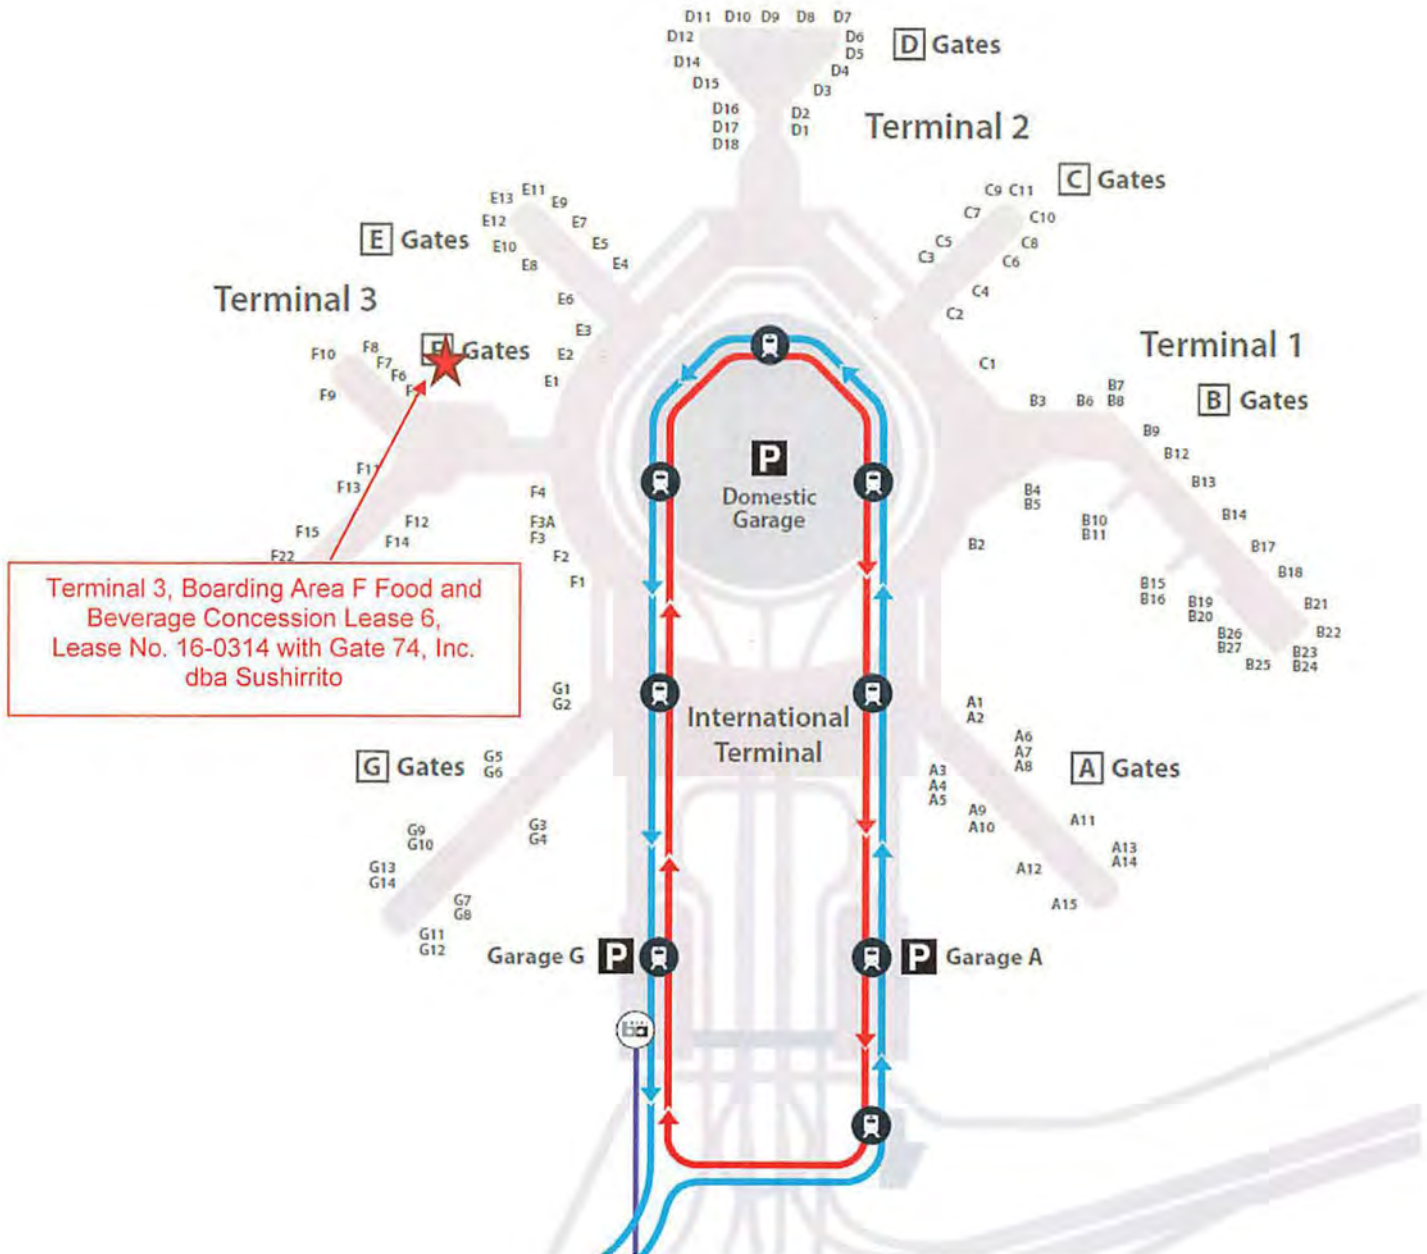 D11 D10 D9 D8 D7
D12
D6
D5
D Gates
D14
D4
D15
D3
D16
D2
D17
D1
D18
Terminal 2
C9 C11
C Gates
C7
C10
C5
C8
C3
C6
C4
C2
C1
E11
E13
E9
E12
E7
E Gates
E10
E5
E8
E4
E6
E3
E2
E1
Terminal 3
Gates
F10
F8
F7
F6
F9
F11
F13
F4
F12
F3A
F15
F14
F3
F22
F2
F1
Terminal 1
B7
B3 B6 B8
B Gates
B9
B12
B13
B4
B5
B14
B10
B11
B2
B17
B18
B15
B16
B19
B20
B21
B26
B27
B22
B25
B23
B24
P
Domestic
Garage
Terminal 3, Boarding Area F Food and
Beverage Concession Lease 6,
Lease No. 16-0314 with Gate 74, Inc.
dba Sushirrito
G1
G2
International
Terminal
A1
A2
G Gates
G5
G6
A6
A7
A8
A Gates
A3
A4
A5
A9
A10
A11
G9
G10
G3
G4
A13
A14
G13
G14
A12
G7
G8
A15
G11
G12
Garage G P
P Garage A
ba